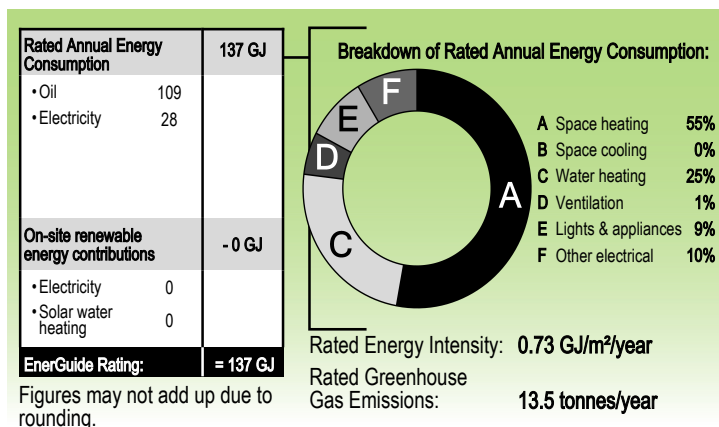 Rated Annual Energy
Consumption
137 GJ
• Oil 109
• Electricity 28
On-site renewable
energy contributions
- 0 GJ
• Electricity 0
• Solar water
heating 0
EnerGuide Rating: = 137 GJ
Figures may not add up due to
rounding.
Breakdown of Rated Annual Energy Consumption:
A
B
C
D
E
F
A Space heating 55%
B Space cooling 0%
C Water heating 25%
D Ventilation 1%
E Lights & appliances 9%
F Other electrical 10%
Rated Energy Intensity: 0.73 GJ/m²/year
Rated Greenhouse
Gas Emissions: 13.5 tonnes/year